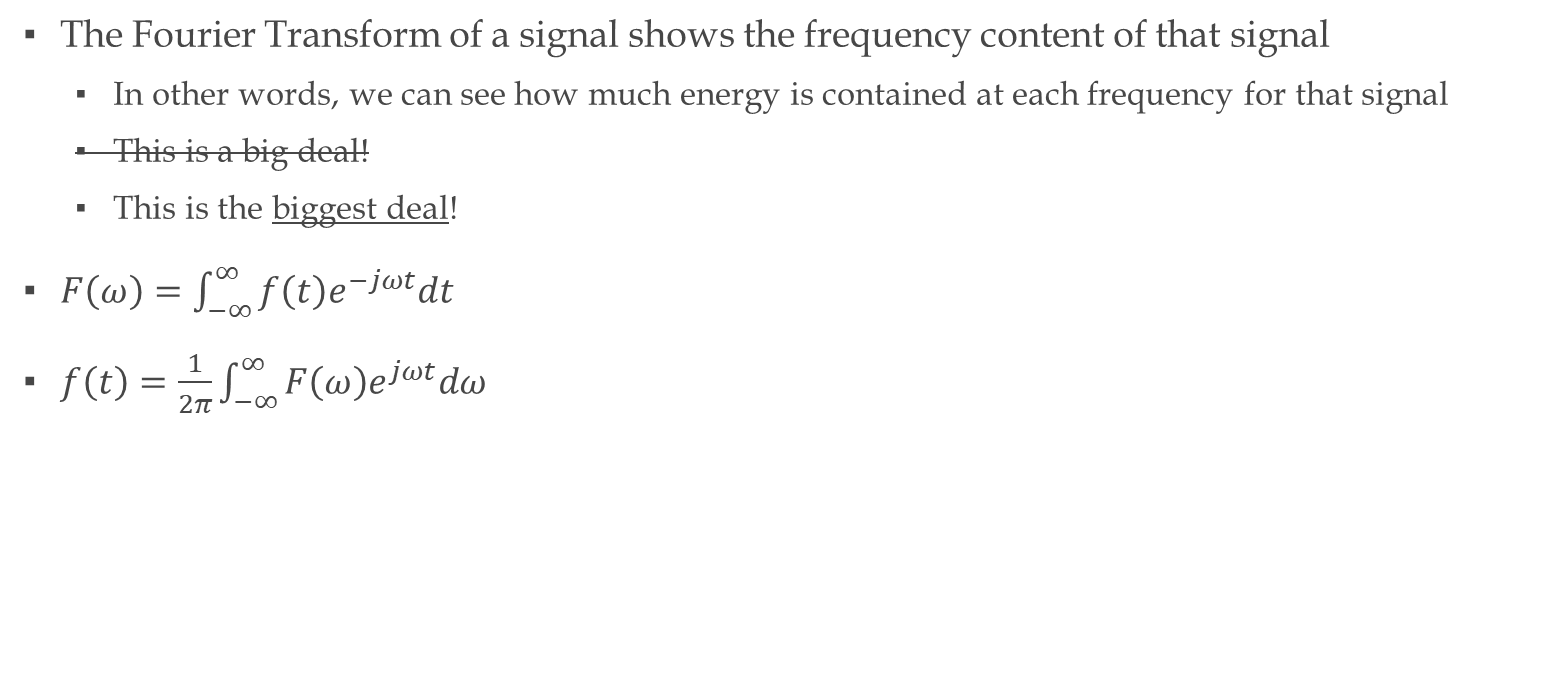 ▪ The Fourier Transform of a signal shows the frequency content of that signal
▪ In other words, we can see how much energy is contained at each frequency for that signal
▪ This is a big deal!
▪ This is the biggest deal!
▪ F(ω) = ∫_{−∞}^{∞} f(t)e^{−jωt}dt
▪ f(t) = \frac{1}{2π} ∫_{−∞}^{∞} F(ω)e^{jωt}dω